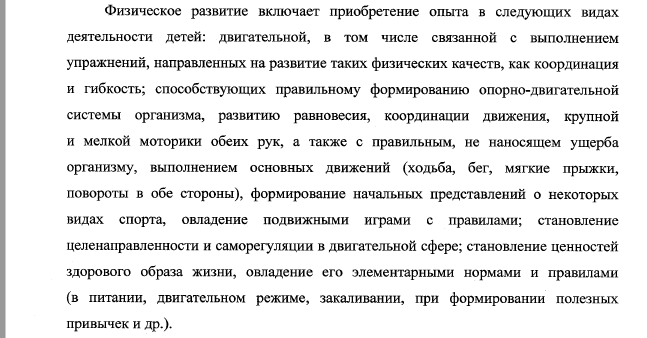 Физическое развитие включает приобретение опыта в следующих видах
деятельности детей: двигательной, в том числе связанной с выполнением
упражнений, направленных на развитие таких физических качеств, как координация
и гибкость; способствующих правильному формированию опорно-двигательной
системы организма, развитию равновесия, координации движения, крупной
и мелкой моторики обеих рук, а также с правильным, не наносящем ущерба
организму, выполнением основных движений (ходьба, бег, мягкие прыжки,
повороты в обе стороны), формирование начальных представлений о некоторых
видах спорта, овладение подвижными играми с правилами; становление
целенаправленности и саморегуляции в двигательной сфере; становление ценностей
здорового образа жизни, овладение его элементарными нормами и правилами
(в питании, двигательном режиме, закаливании, при формировании полезных
привычек и др.).